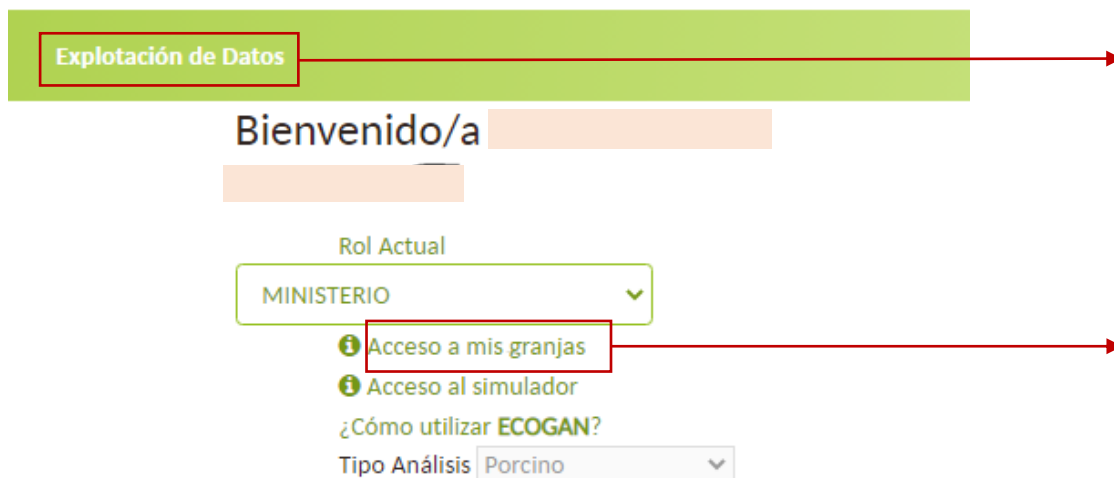 Explotación de Datos
Bienvenido/a
Rol Actual
MINISTERIO
Acceso a mis granjas
Acceso al simulador
¿Cómo utilizar ECOGAN?
Tipo Análisis Porcino